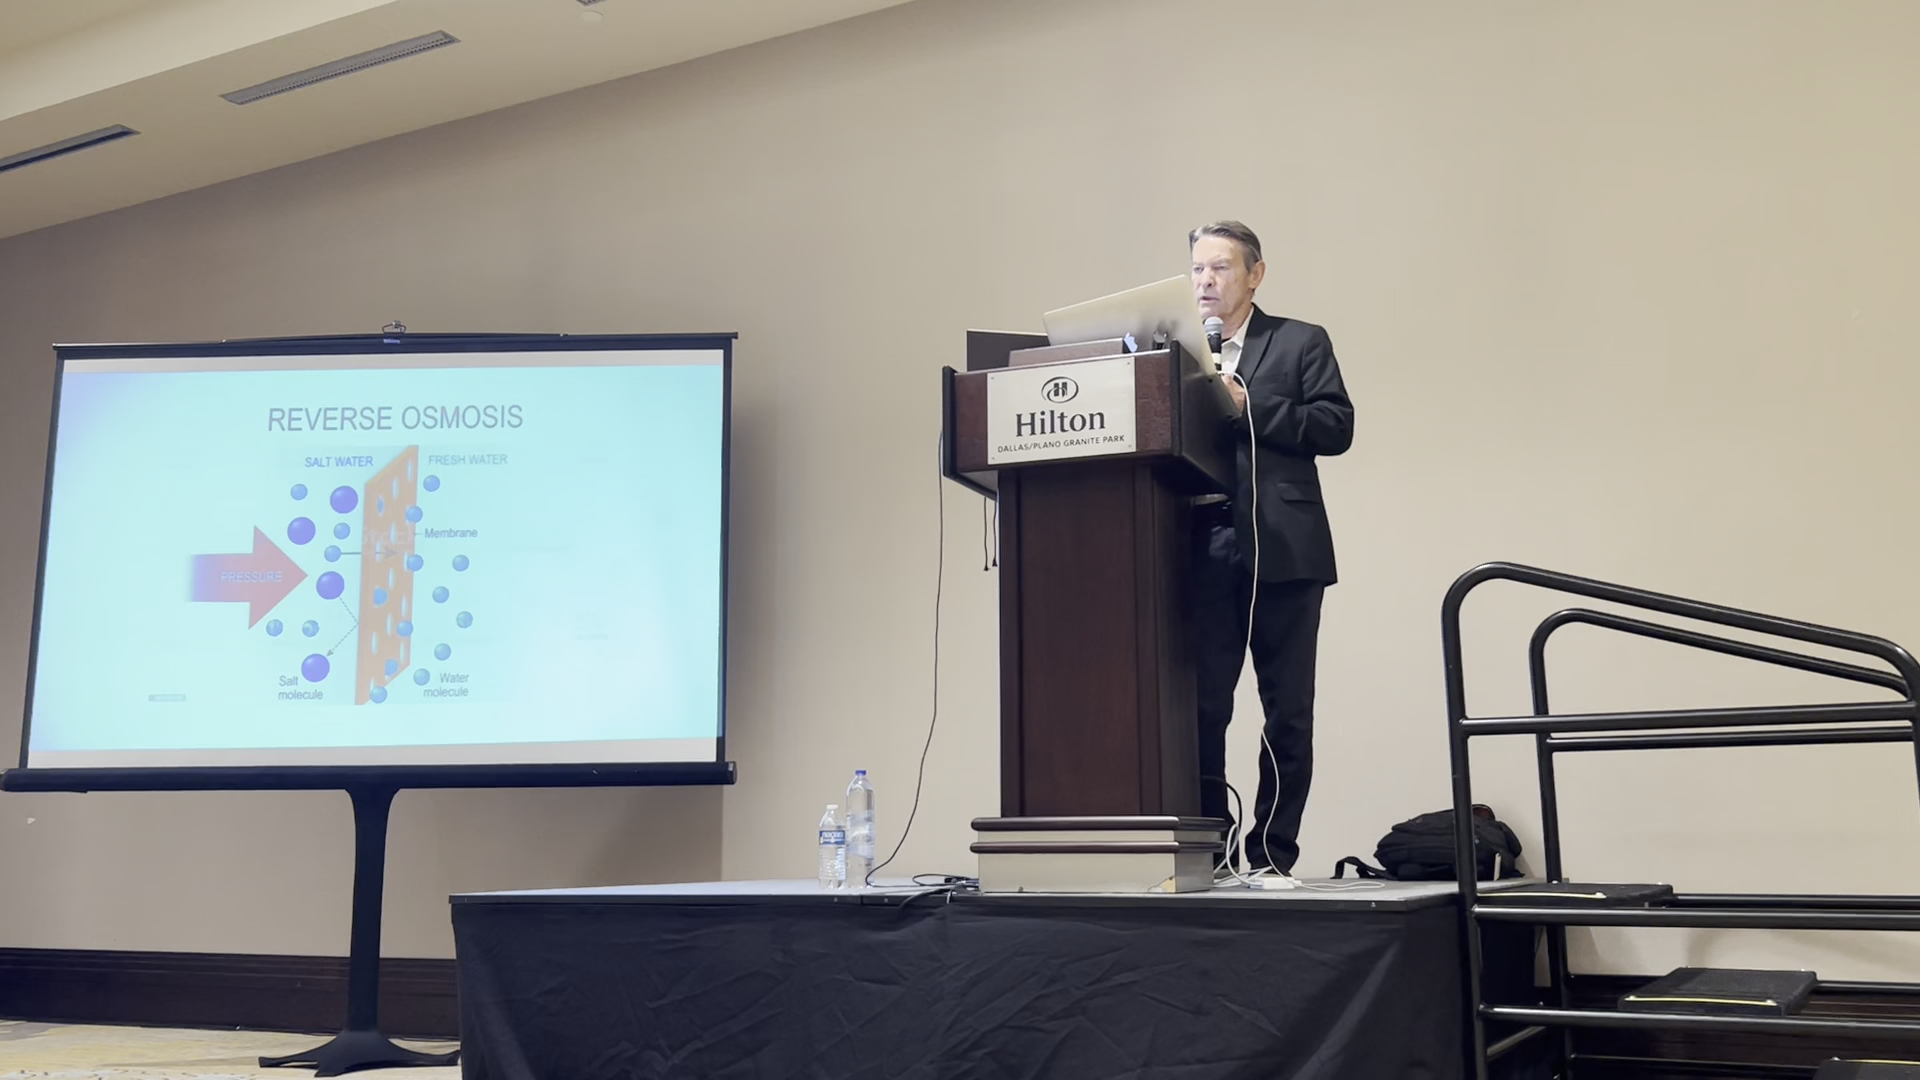 REVERSE OSMOSIS
SALT WATER
FRESH WATER
Membrane
PRESSURE
Salt
molecule
Water
molecule
Hilton
DALLAS/PLANO GRANITE PARK